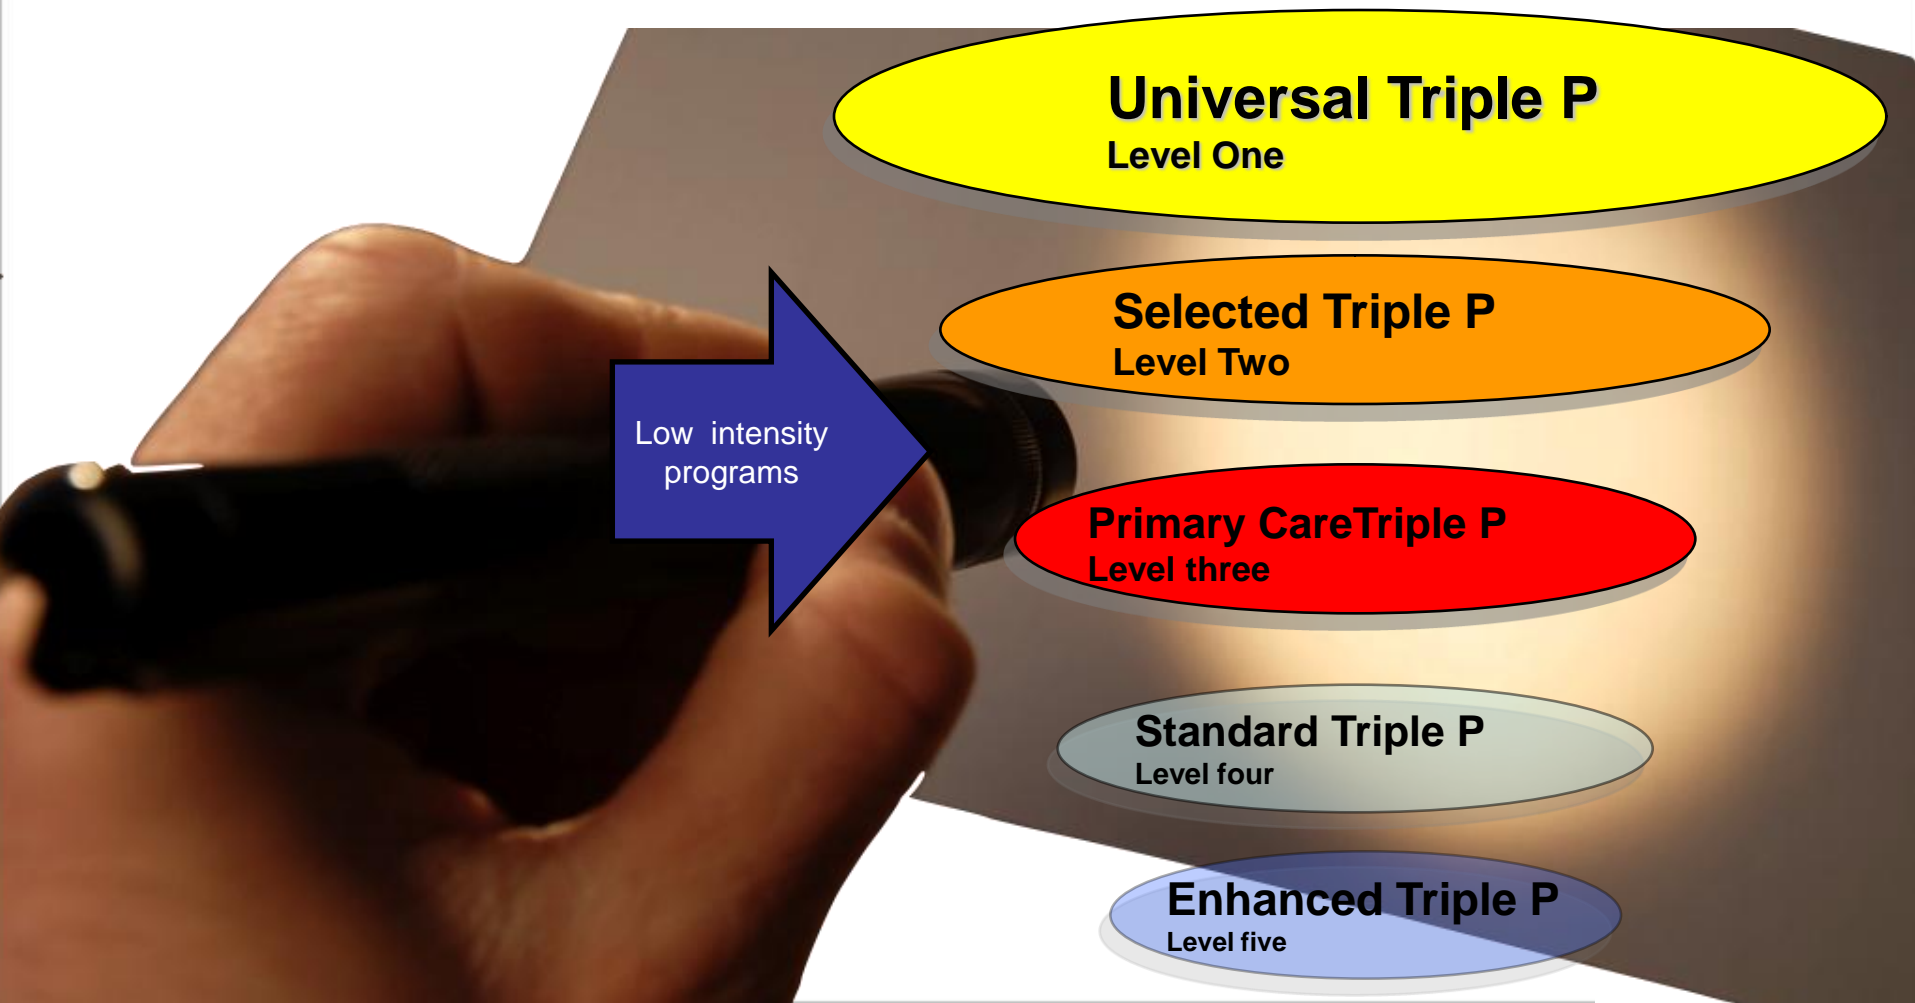 Universal Triple P
Level One
Selected Triple P
Level Two
Low intensity
programs
Primary CareTriple P
Level three
Standard Triple P
Level four
Enhanced Triple P
Level five